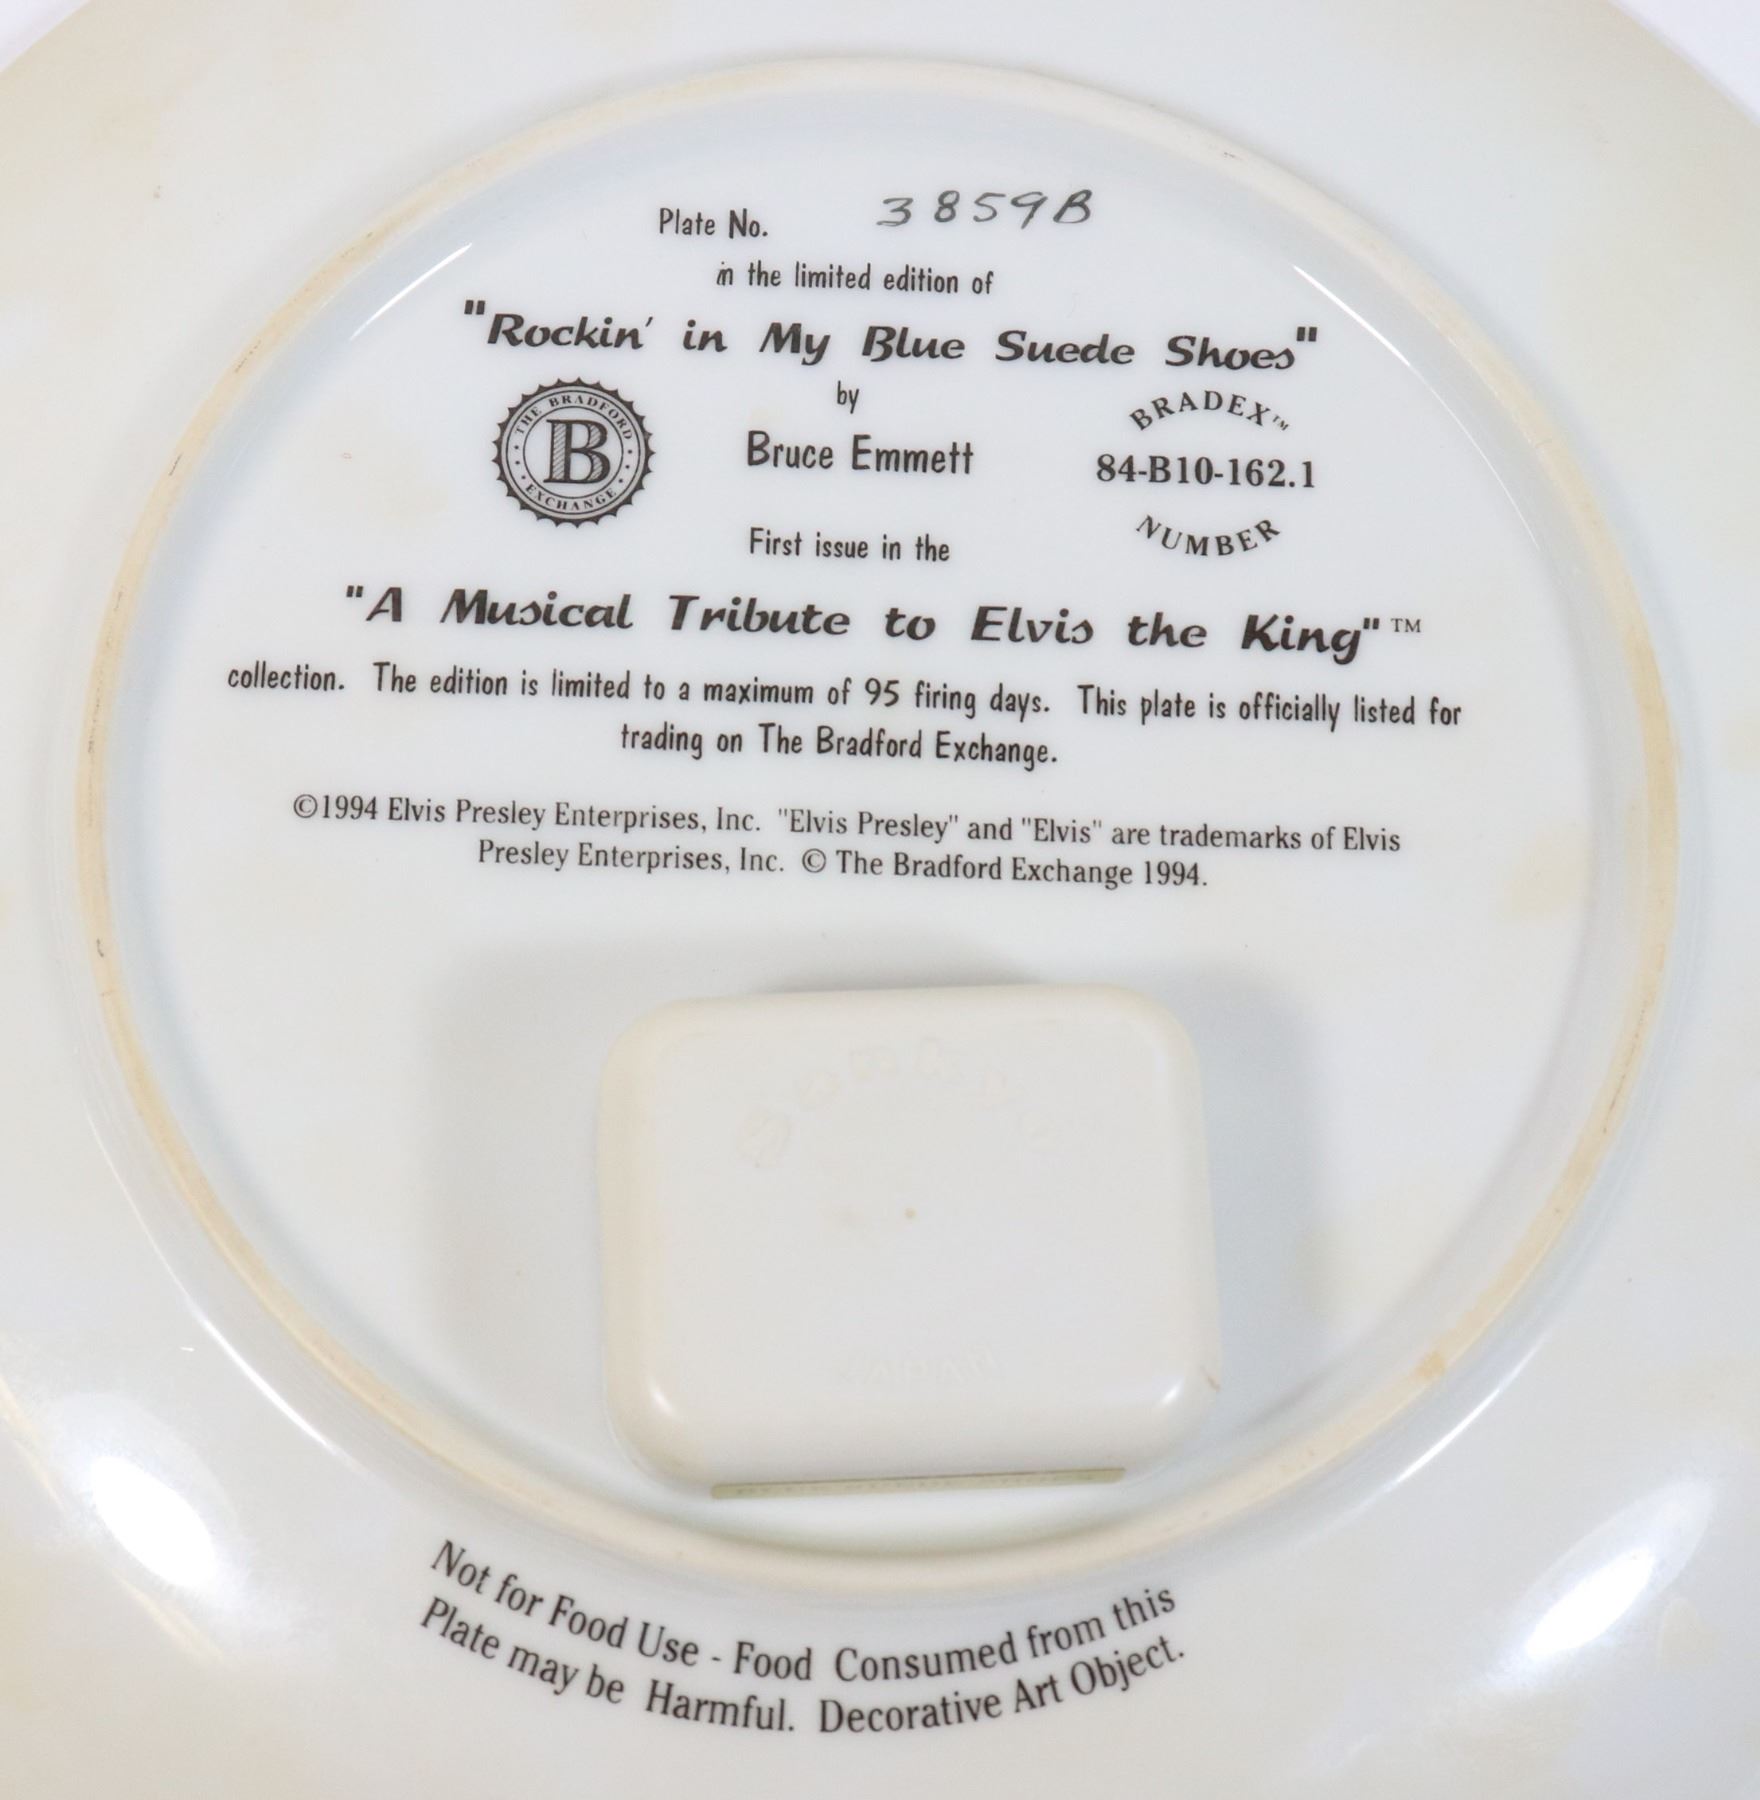 Plate No. 3859B
in the limited edition of
"Rockin' in My Blue Suede Shoes"
by
Bruce Emmett
THE BRADFORD
B
EXCHANGE
BRADEX™
84-B10-162.1
NUMBER
First issue in the
"A Musical Tribute to Elvis the King"™
collection. The edition is limited to a maximum of 95 firing days. This plate is officially listed for
trading on The Bradford Exchange.
©1994 Elvis Presley Enterprises, Inc. "Elvis Presley" and "Elvis" are trademarks of Elvis
Presley Enterprises, Inc. © The Bradford Exchange 1994.
Not for Food Use - Food Consumed from this
Plate may be Harmful. Decorative Art Object.